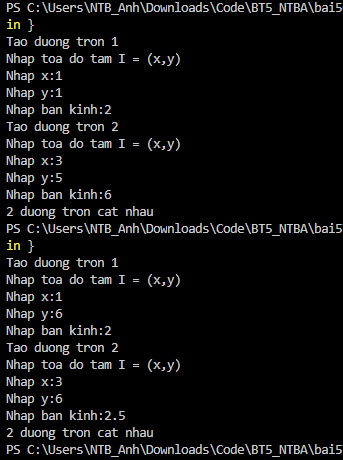 PS C:\Users\NTB_Anh\Downloads\Code\BT5_NTBA\bai5
in }
Tao duong tron 1
Nhap toa do tam I = (x,y)
Nhap x:1
Nhap y:1
Nhap ban kinh:2
Tao duong tron 2
Nhap toa do tam I = (x,y)
Nhap x:3
Nhap y:5
Nhap ban kinh:6
2 duong tron cat nhau
PS C:\Users\NTB_Anh\Downloads\Code\BT5_NTBA\bai5
in }
Tao duong tron 1
Nhap toa do tam I = (x,y)
Nhap x:1
Nhap y:6
Nhap ban kinh:2
Tao duong tron 2
Nhap toa do tam I = (x,y)
Nhap x:3
Nhap y:6
Nhap ban kinh:2.5
2 duong tron cat nhau
PS C:\Users\NTB_Anh\Downloads\Code\BT5_NTBA\bai5